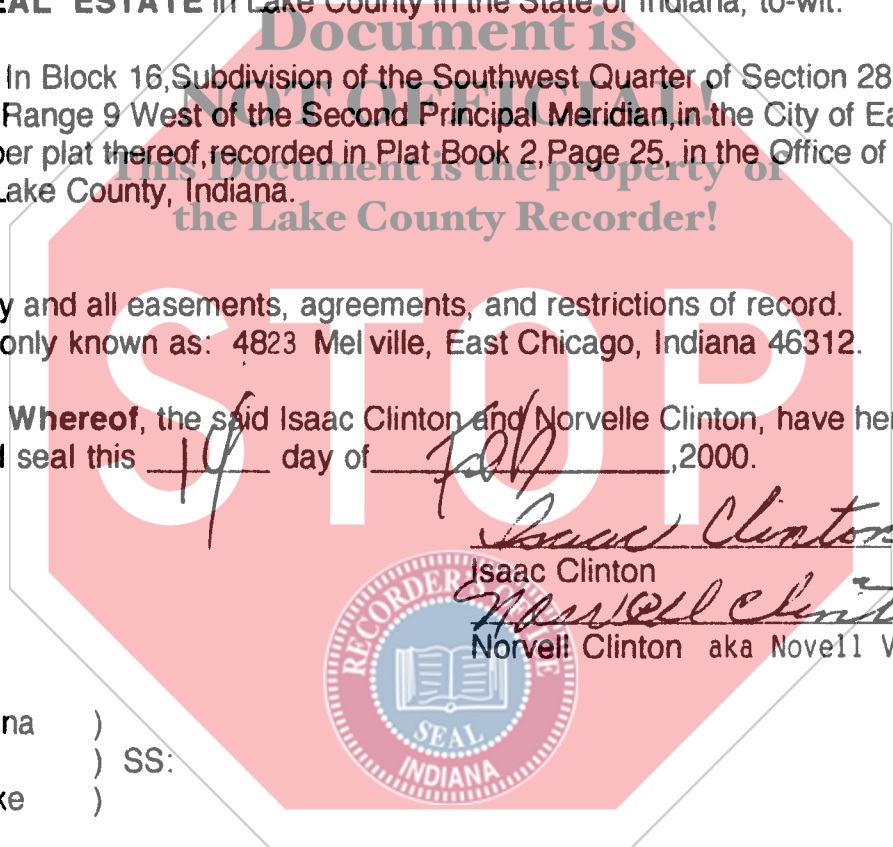 EAL ESTATE in Lake County in the State of Indiana, to-wit:
Document is
In Block 16,Subdivision of the Southwest Quarter of Section 28
NOT OFFICIAL!
Range 9 West of the Second Principal Meridian,in the City of Ea
per plat thereof,recorded in Plat Book 2,Page 25, in the Office of
This Document is the property of
Lake County, Indiana.
the Lake County Recorder!
y and all easements, agreements, and restrictions of record.
only known as: 4823 Melville, East Chicago, Indiana 46312.
STOP
Whereof, the said Isaac Clinton and Norvelle Clinton, have her
d seal this 14 day of Feb ,2000.
Isaac Clinton
Isaac Clinton
Norvell Clint
Norvell Clinton aka Novell V
RECORDER'S OFFICE
SEAL
INDIANA
na )
) SS:
ke )